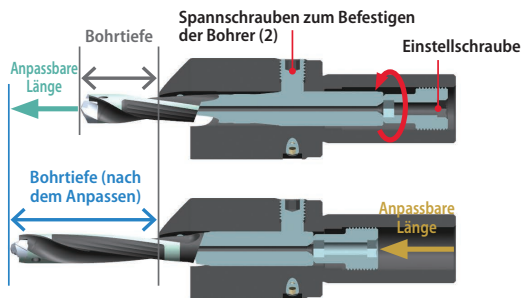 Spannschrauben zum Befestigen
der Bohrer (2)
Bohrtiefe
Einstellschraube
Anpassbare
Länge
Bohrtiefe (nach
dem Anpassen)
Anpassbare
Länge